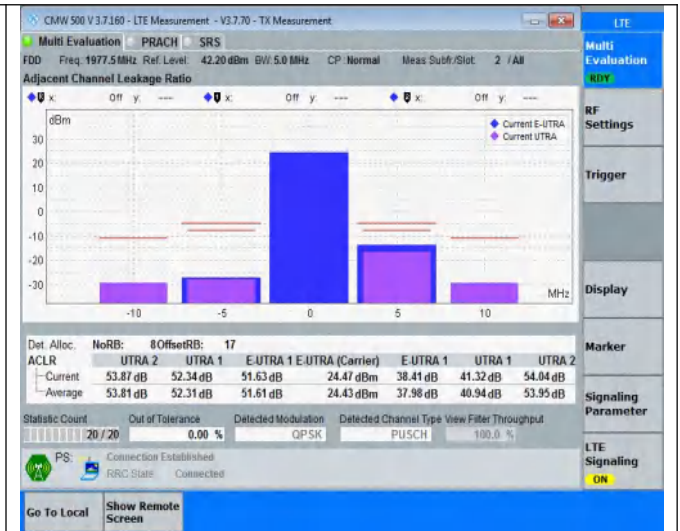 CMW 500 V 3.7.160 - LTE Measurement - V3.7.70 - TX Measurement
LTE
Multi Evaluation PRACH SRS
Multi Evaluation
RDY
FDD Freq.: 1977.5 MHz Ref. Level: 42.20 dBm BW: 5.0 MHz CP: Normal Meas Subfr./Slot: 2 / All
Adjacent Channel Leakage Ratio
x: Off y: --- x: Off y: --- x: Off y: ---
dBm
Current E-UTRA
Current UTRA
30
20
10
0
-10
-20
-30
MHz
-10 -5 0 5 10
RF Settings
Trigger
Display
Marker
Signaling Parameter
LTE Signaling
ON
Det. Alloc. NoRB: 8 OffsetRB: 17
ACLR UTRA 2 UTRA 1 E-UTRA 1 E-UTRA (Carrier) E-UTRA 1 UTRA 1 UTRA 2
Current 53.87 dB 52.34 dB 51.63 dB 24.47 dBm 38.41 dB 41.32 dB 54.04 dB
Average 53.81 dB 52.31 dB 51.61 dB 24.43 dBm 37.98 dB 40.94 dB 53.95 dB
Statistic Count Out of Tolerance Detected Modulation Detected Channel Type View Filter Throughput
20 / 20 0.00 % QPSK PUSCH 100.0 %
PS: Connection Established
RRC State Connected
Go To Local
Show Remote Screen